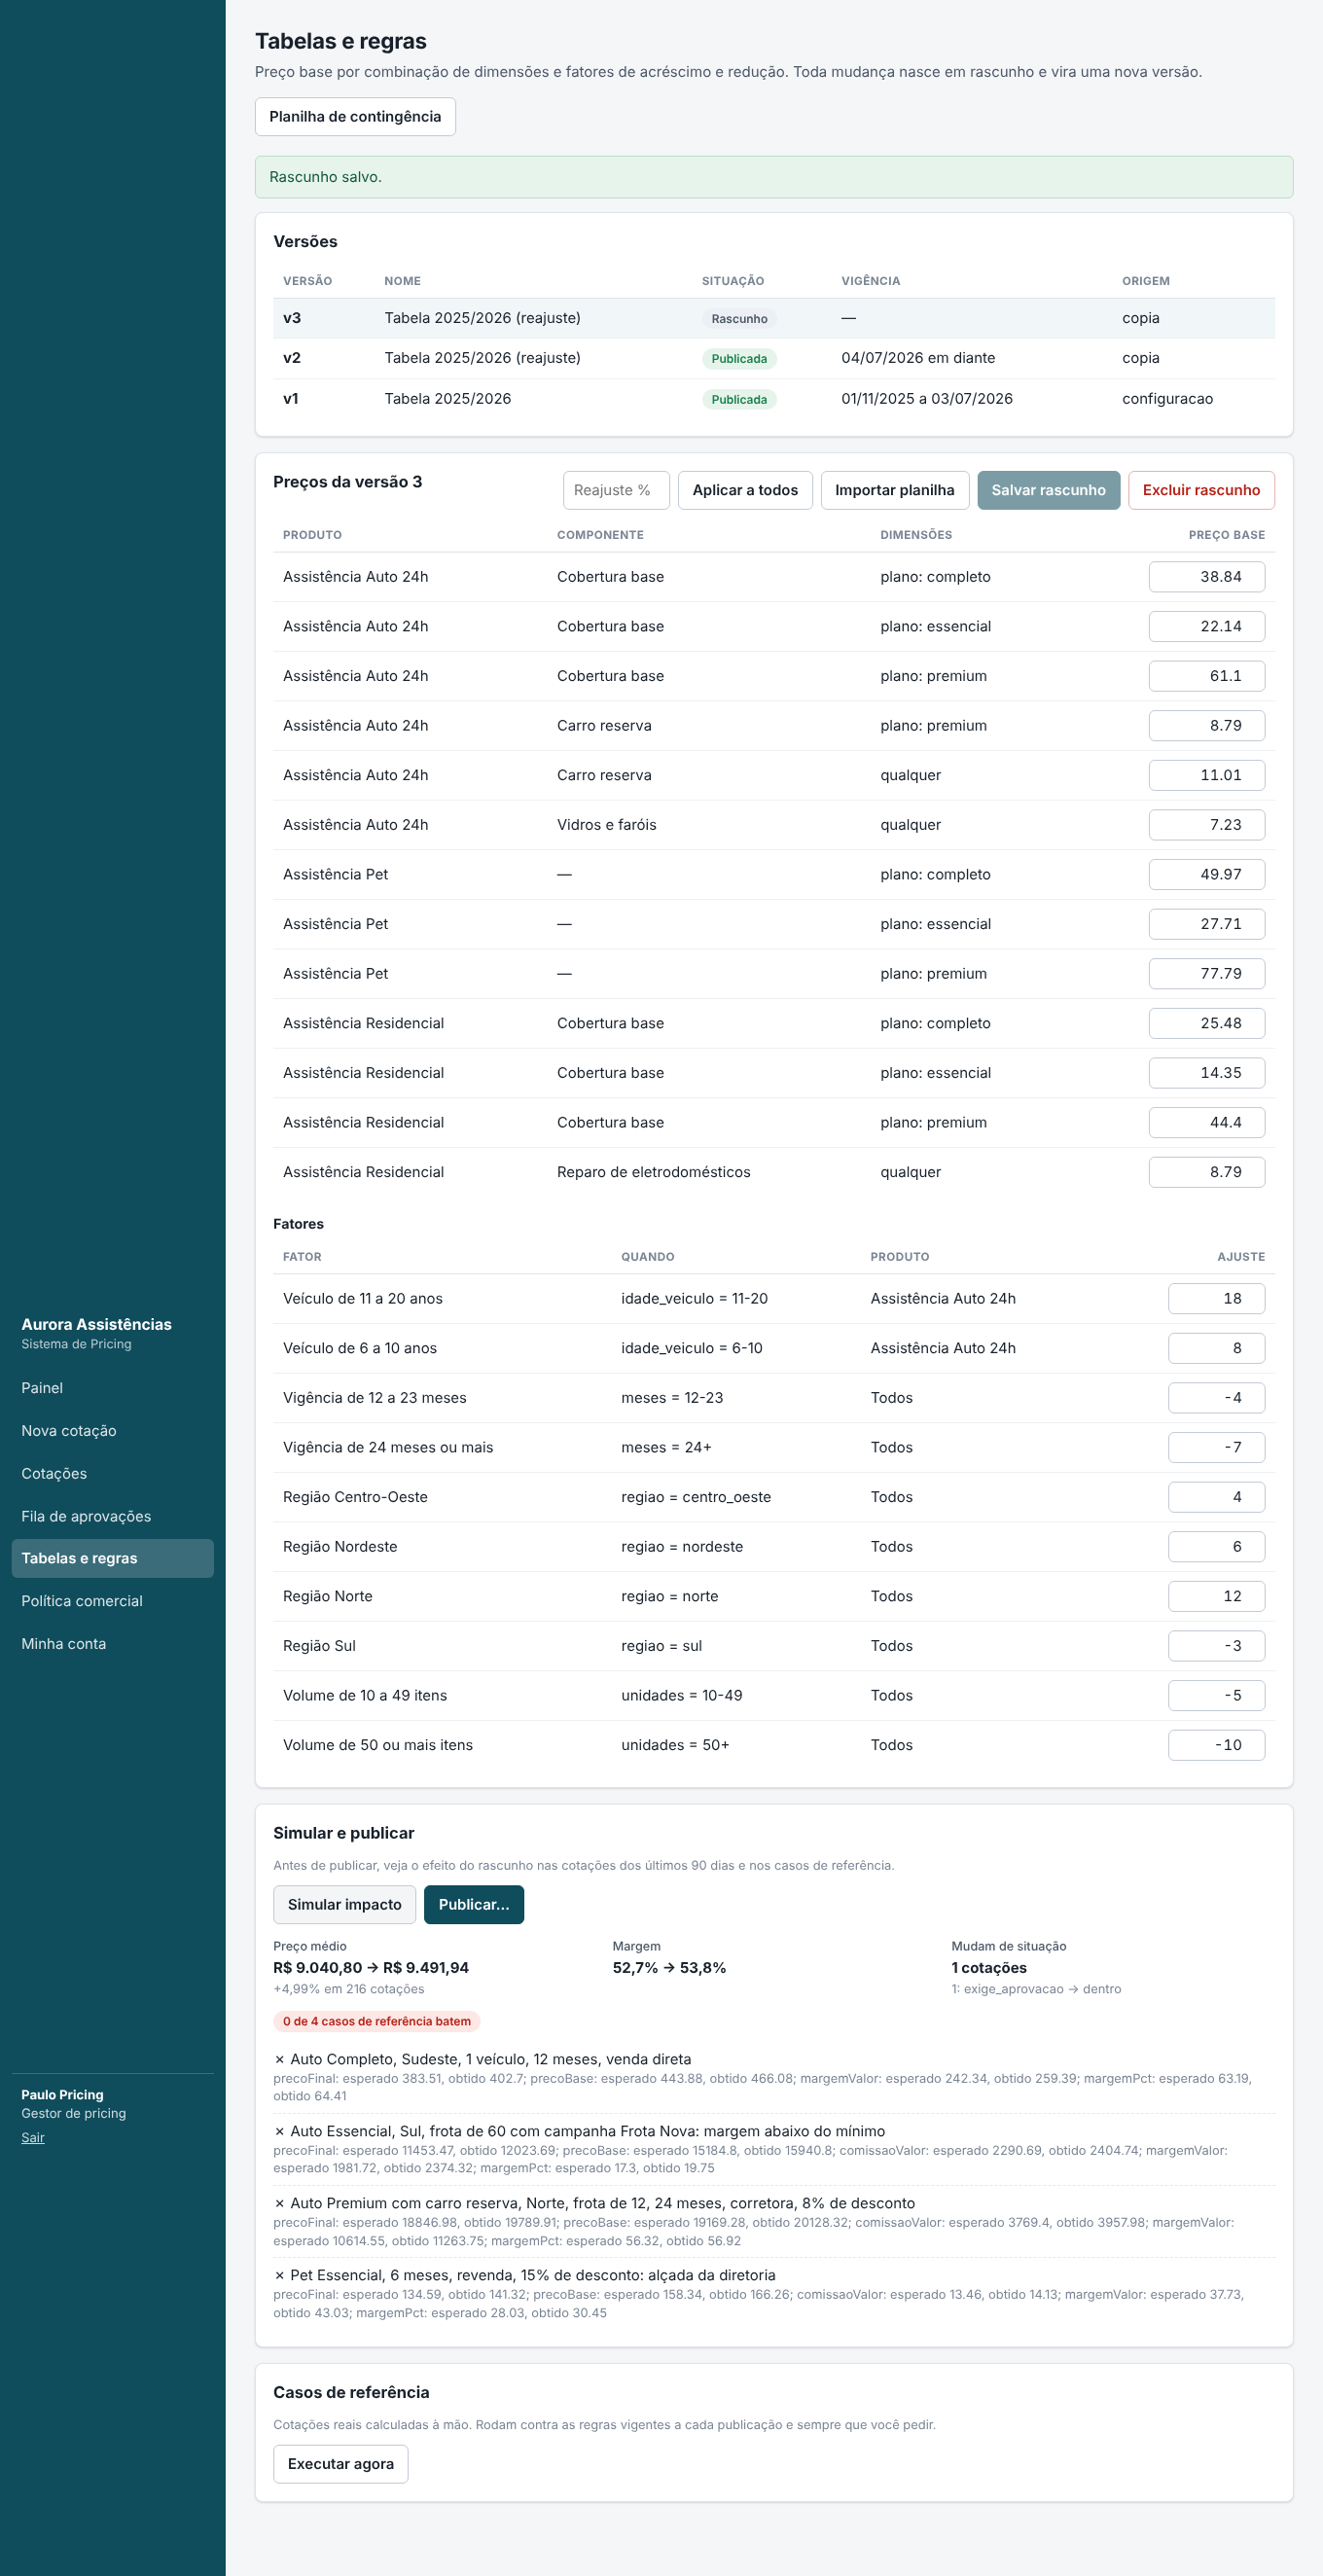 Aurora Assistências
Sistema de Pricing
Painel
Nova cotação
Cotações
Fila de aprovações
Tabelas e regras
Política comercial
Minha conta
Paulo Pricing
Gestor de pricing
Sair
Tabelas e regras
Preço base por combinação de dimensões e fatores de acréscimo e redução. Toda mudança nasce em rascunho e vira uma nova versão.
Planilha de contingência
Rascunho salvo.
Versões
VERSÃO NOME SITUAÇÃO VIGÊNCIA ORIGEM
v3 Tabela 2025/2026 (reajuste) Rascunho — copia
v2 Tabela 2025/2026 (reajuste) Publicada 04/07/2026 em diante copia
v1 Tabela 2025/2026 Publicada 01/11/2025 a 03/07/2026 configuracao
Preços da versão 3 Reajuste % Aplicar a todos Importar planilha Salvar rascunho Excluir rascunho
PRODUTO COMPONENTE DIMENSÕES PREÇO BASE
Assistência Auto 24h Cobertura base plano: completo 38.84
Assistência Auto 24h Cobertura base plano: essencial 22.14
Assistência Auto 24h Cobertura base plano: premium 61.1
Assistência Auto 24h Carro reserva plano: premium 8.79
Assistência Auto 24h Carro reserva qualquer 11.01
Assistência Auto 24h Vidros e faróis qualquer 7.23
Assistência Pet — plano: completo 49.97
Assistência Pet — plano: essencial 27.71
Assistência Pet — plano: premium 77.79
Assistência Residencial Cobertura base plano: completo 25.48
Assistência Residencial Cobertura base plano: essencial 14.35
Assistência Residencial Cobertura base plano: premium 44.4
Assistência Residencial Reparo de eletrodomésticos qualquer 8.79
Fatores
FATOR QUANDO PRODUTO AJUSTE
Veículo de 11 a 20 anos idade_veiculo = 11-20 Assistência Auto 24h 18
Veículo de 6 a 10 anos idade_veiculo = 6-10 Assistência Auto 24h 8
Vigência de 12 a 23 meses meses = 12-23 Todos -4
Vigência de 24 meses ou mais meses = 24+ Todos -7
Região Centro-Oeste regiao = centro_oeste Todos 4
Região Nordeste regiao = nordeste Todos 6
Região Norte regiao = norte Todos 12
Região Sul regiao = sul Todos -3
Volume de 10 a 49 itens unidades = 10-49 Todos -5
Volume de 50 ou mais itens unidades = 50+ Todos -10
Simular e publicar
Antes de publicar, veja o efeito do rascunho nas cotações dos últimos 90 dias e nos casos de referência.
Simular impacto Publicar...
Preço médio Margem Mudam de situação
R$ 9.040,80 → R$ 9.491,94 52,7% → 53,8% 1 cotações
+4,99% em 216 cotações 1: exige_aprovacao → dentro
0 de 4 casos de referência batem
× Auto Completo, Sudeste, 1 veículo, 12 meses, venda direta
precoFinal: esperado 383.51, obtido 402.7; precoBase: esperado 443.88, obtido 466.08; margemValor: esperado 242.34, obtido 259.39; margemPct: esperado 63.19,
obtido 64.41
× Auto Essencial, Sul, frota de 60 com campanha Frota Nova: margem abaixo do mínimo
precoFinal: esperado 11453.47, obtido 12023.69; precoBase: esperado 15184.8, obtido 15940.8; comissaoValor: esperado 2290.69, obtido 2404.74; margemValor:
esperado 1981.72, obtido 2374.32; margemPct: esperado 17.3, obtido 19.75
× Auto Premium com carro reserva, Norte, frota de 12, 24 meses, corretora, 8% de desconto
precoFinal: esperado 18846.98, obtido 19789.91; precoBase: esperado 19169.28, obtido 20128.32; comissaoValor: esperado 3769.4, obtido 3957.98; margemValor:
esperado 10614.55, obtido 11263.75; margemPct: esperado 56.32, obtido 56.92
× Pet Essencial, 6 meses, revenda, 15% de desconto: alçada da diretoria
precoFinal: esperado 134.59, obtido 141.32; precoBase: esperado 158.34, obtido 166.26; comissaoValor: esperado 13.46, obtido 14.13; margemValor: esperado 37.73,
obtido 43.03; margemPct: esperado 28.03, obtido 30.45
Casos de referência
Cotações reais calculadas à mão. Rodam contra as regras vigentes a cada publicação e sempre que você pedir.
Executar agora